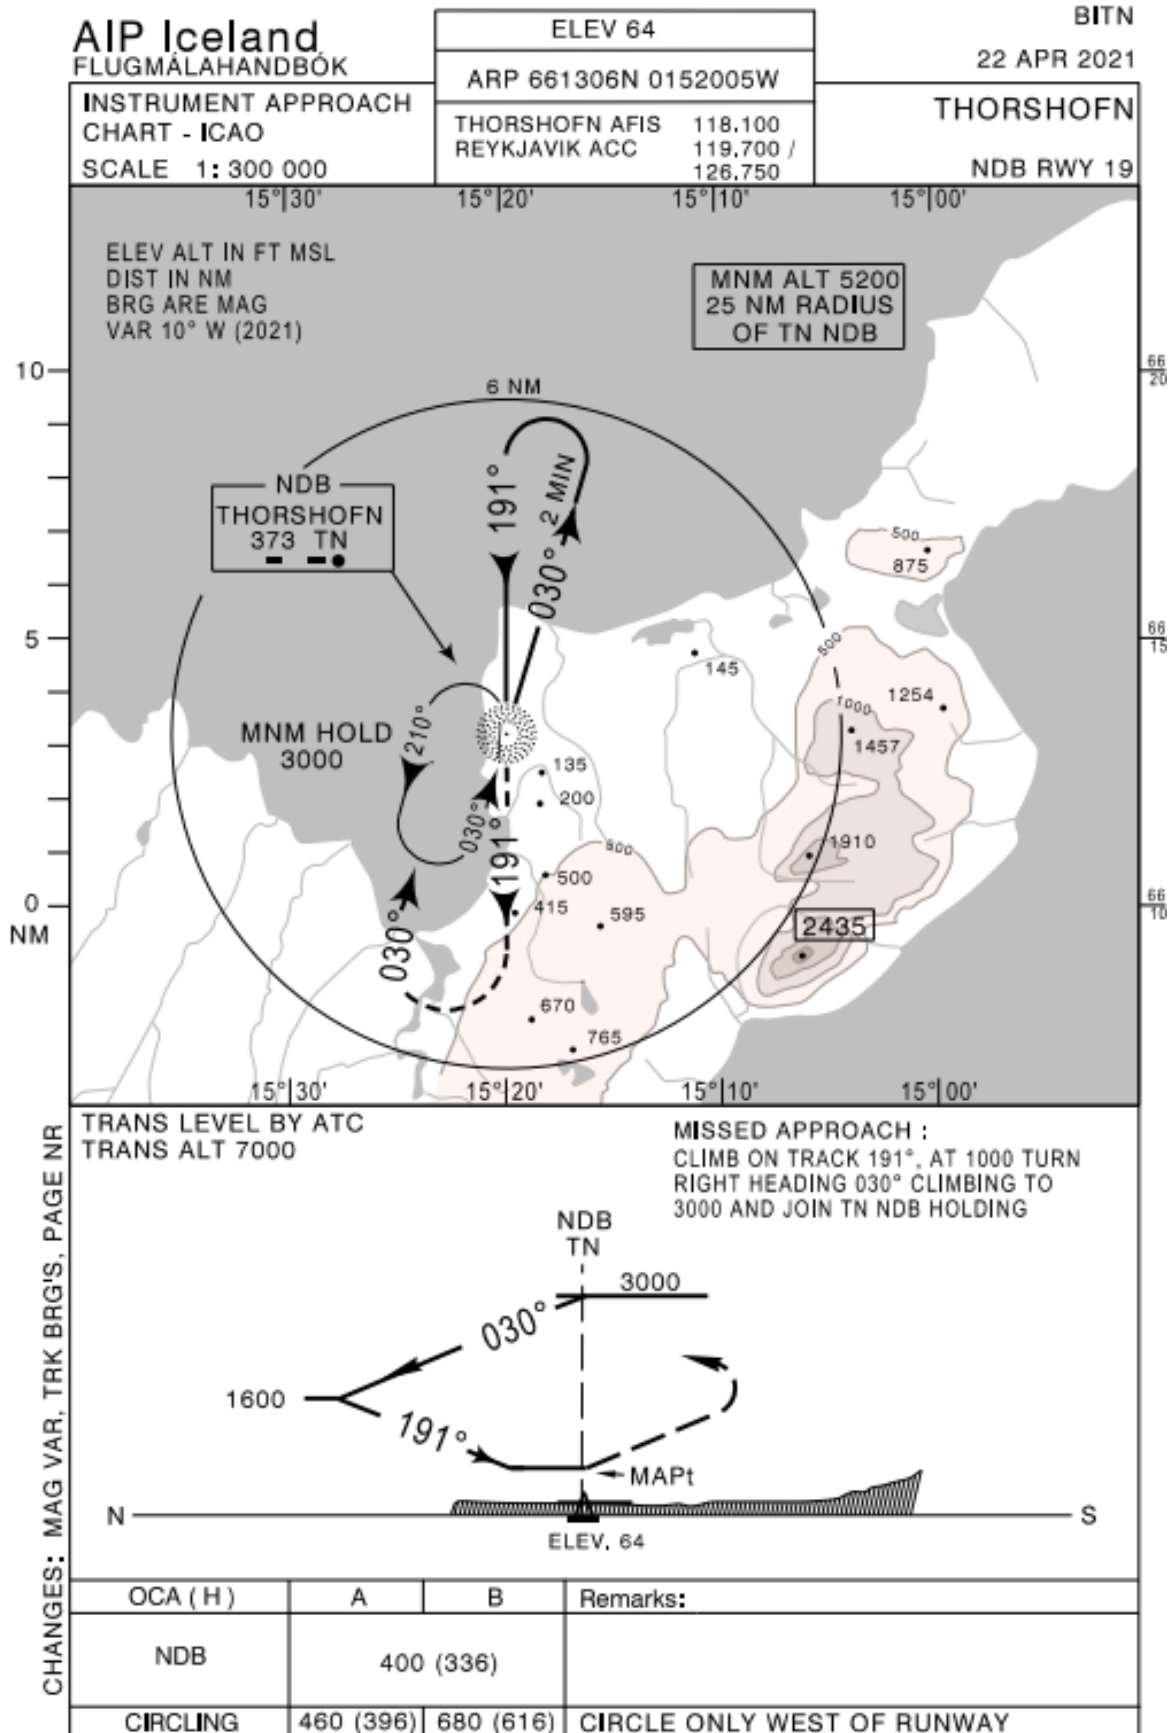 AIP Iceland
FLUGMÁLAHANDBÓK
ELEV 64
ARP 661306N 0152005W
THORSHOFN AFIS 118.100
REYKJAVIK ACC 119.700 /
126.750
BITN
22 APR 2021
INSTRUMENT APPROACH
CHART - ICAO
SCALE 1: 300 000
THORSHOFN
NDB RWY 19
15°30' 15°20' 15°10' 15°00'
ELEV ALT IN FT MSL
DIST IN NM
BRG ARE MAG
VAR 10° W (2021)
MNM ALT 5200
25 NM RADIUS
OF TN NDB
10
66
20
6 NM
191°
2 MIN
030°
NDB
THORSHOFN
373 TN
500
875
5
66
15
500
145
1254
1000
1457
MNM HOLD
3000
210°
135
200
030°
191°
500
1910
500
415
595
0
NM
66
10
2435
030°
670
765
15°30' 15°20' 15°10' 15°00'
TRANS LEVEL BY ATC
TRANS ALT 7000
MISSED APPROACH :
CLIMB ON TRACK 191°, AT 1000 TURN
RIGHT HEADING 030° CLIMBING TO
3000 AND JOIN TN NDB HOLDING
NDB
TN
3000
030°
1600
191°
MAPt
N
S
ELEV. 64
CHANGES: MAG VAR, TRK BRG'S, PAGE NR
OCA ( H ) A B Remarks:
NDB 400 (336)
CIRCLING 460 (396) 680 (616) CIRCLE ONLY WEST OF RUNWAY